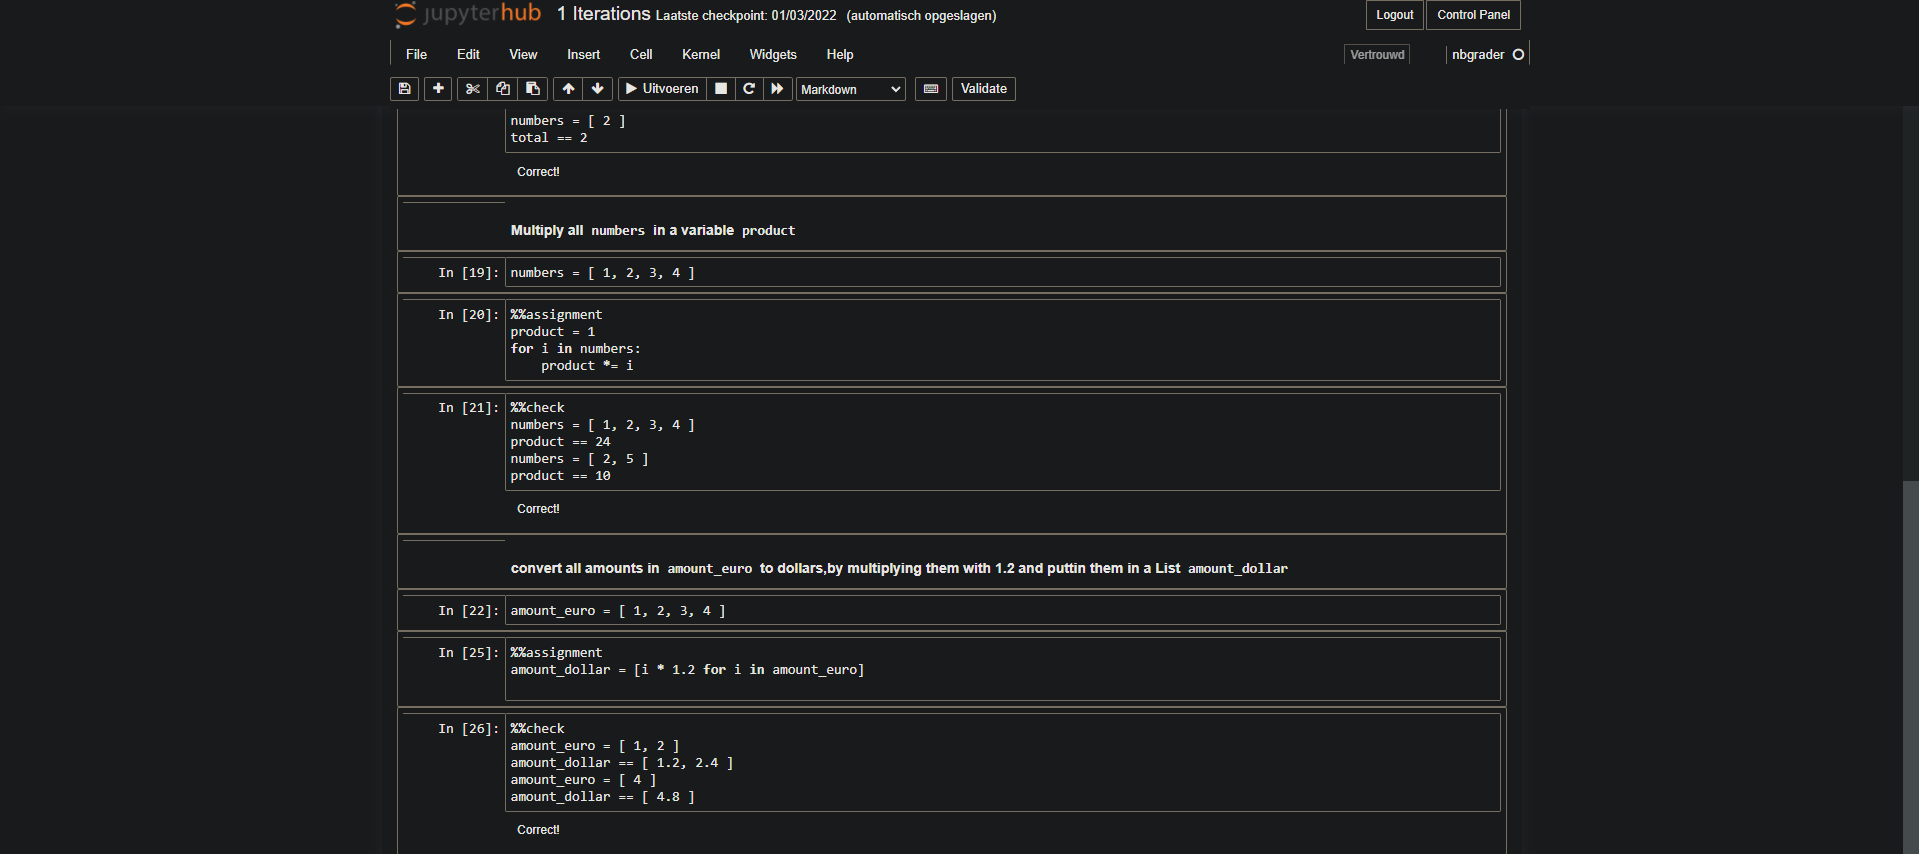 jupyterhub 1 Iterations Laatste checkpoint: 01/03/2022 (automatisch opgeslagen) Logout Control Panel
File Edit View Insert Cell Kernel Widgets Help Vertrouwd nbgrader
Uitvoeren Markdown Validate
numbers = [ 2 ]
total == 2
Correct!
Multiply all numbers in a variable product
In [19]: numbers = [ 1, 2, 3, 4 ]
In [20]: %%assignment
product = 1
for i in numbers:
    product *= i
In [21]: %%check
numbers = [ 1, 2, 3, 4 ]
product == 24
numbers = [ 2, 5 ]
product == 10
Correct!
convert all amounts in amount_euro to dollars,by multiplying them with 1.2 and puttin them in a List amount_dollar
In [22]: amount_euro = [ 1, 2, 3, 4 ]
In [25]: %%assignment
amount_dollar = [i * 1.2 for i in amount_euro]
In [26]: %%check
amount_euro = [ 1, 2 ]
amount_dollar == [ 1.2, 2.4 ]
amount_euro = [ 4 ]
amount_dollar == [ 4.8 ]
Correct!